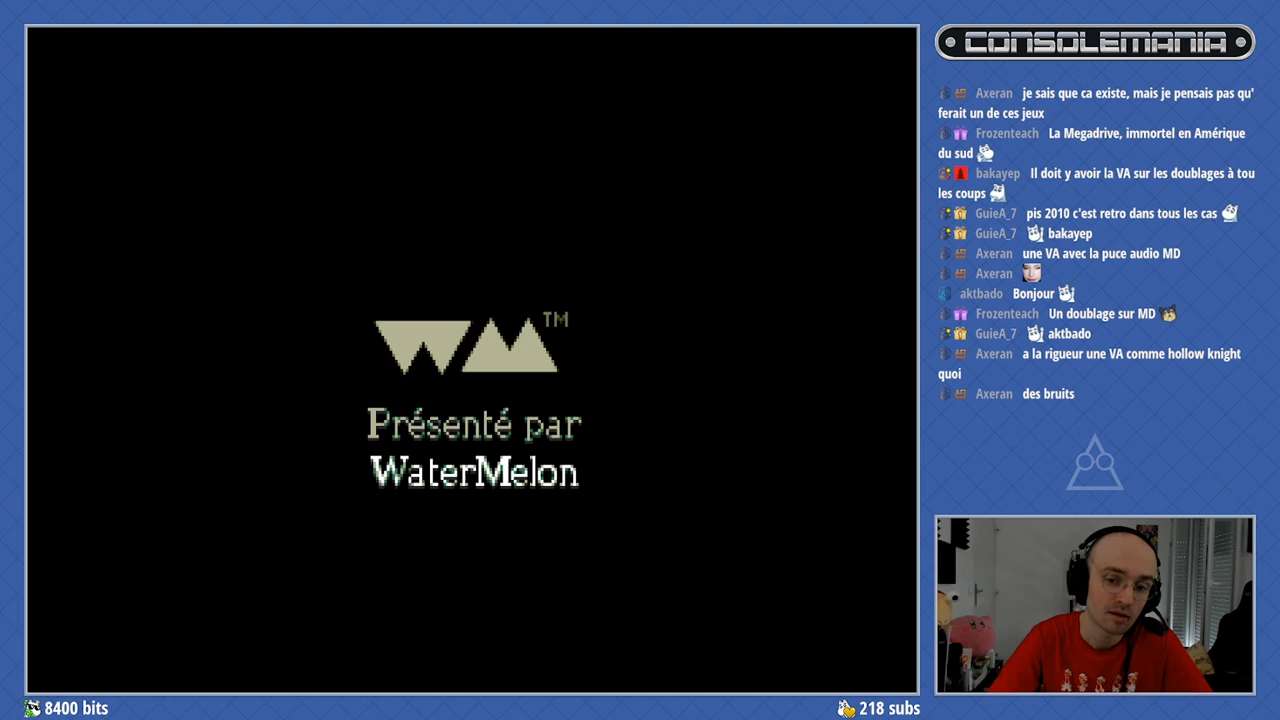 WM™
Présenté par
WaterMelon
CONSOLEMANIA
Axeran je sais que ca existe, mais je pensais pas qu'
ferait un de ces jeux
Frozenteach La Megadrive, immortel en Amérique
du sud
bakayep Il doit y avoir la VA sur les doublages à tou
les coups
GuieA_7 pis 2010 c'est retro dans tous les cas
GuieA_7 bakayep
Axeran une VA avec la puce audio MD
Axeran
aktbado Bonjour
Frozenteach Un doublage sur MD
GuieA_7 aktbado
Axeran a la rigueur une VA comme hollow knight
quoi
Axeran des bruits
8400 bits
218 subs